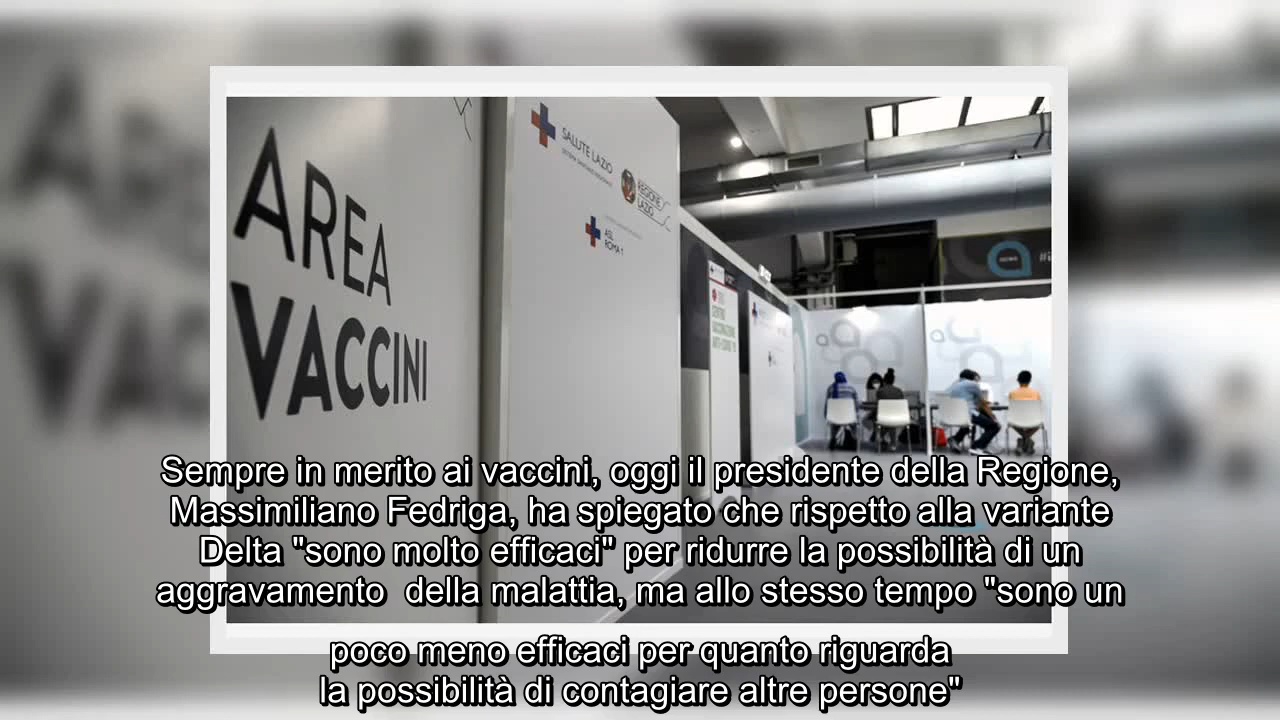 AREA
VACCINI
SALUTE LAZIO
REGIONE
LAZIO
ASL
ROMA 1
Sempre in merito ai vaccini, oggi il presidente della Regione,
Massimiliano Fedriga, ha spiegato che rispetto alla variante
Delta "sono molto efficaci" per ridurre la possibilità di un
aggravamento  della malattia, ma allo stesso tempo "sono un
poco meno efficaci per quanto riguarda
la possibilità di contagiare altre persone"